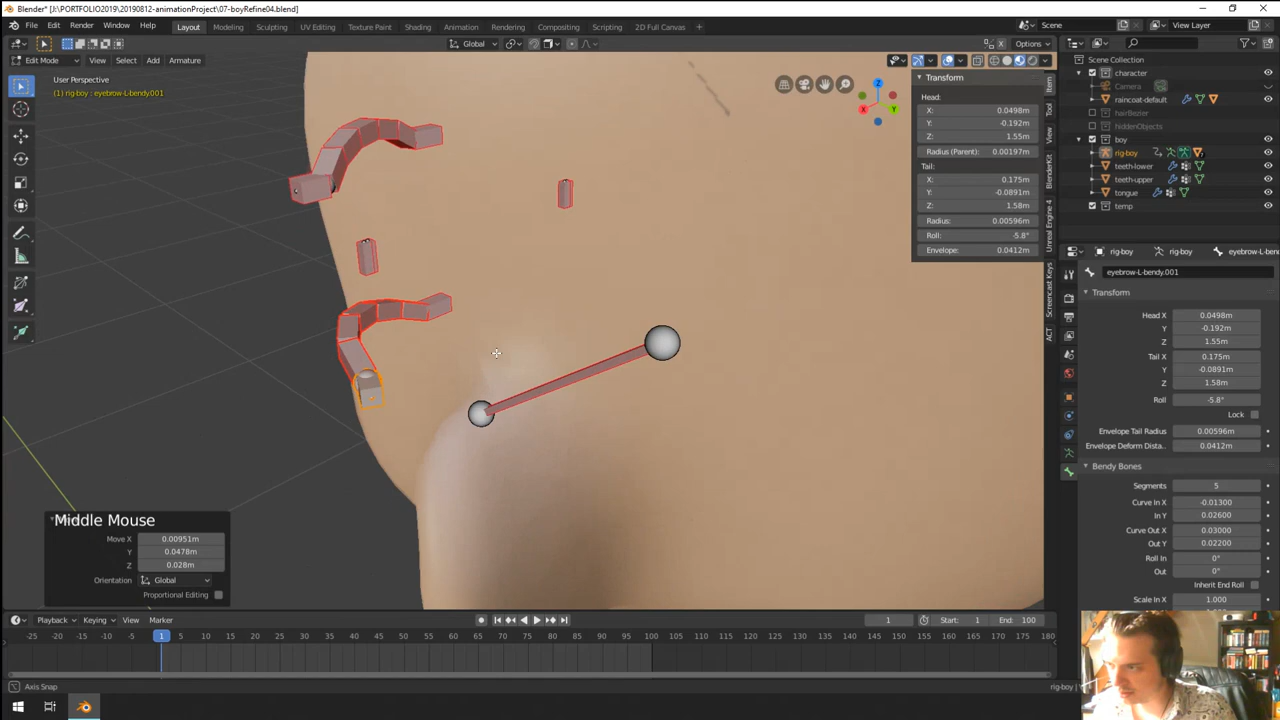 Blender* [J:\PORTFOLIO2019\20190812-animationProject\07-boyRefine04.blend]
File Edit Render Window Help Layout Modeling Sculpting UV Editing Texture Paint Shading Animation Rendering Compositing Scripting 2D Full Canvas + Scene View Layer
Global Options
Edit Mode View Select Add Armature
User Perspective
(1) rig-boy : eyebrow-L-bendy.001
Z
Y
X
Transform
Head:
X: 0.0498m
Y: -0.192m
Z: 1.55m
Radius (Parent): 0.00197m
Tail:
X: 0.175m
Y: -0.0891m
Z: 1.58m
Radius: 0.00596m
Roll: -5.8°
Envelope: 0.0412m
Item
Tool
View
BlenderKit
Unreal Engine 4
Screencast Keys
ACT
Scene Collection
character
Camera
raincoat-default
hairBezier
hiddenObjects
boy
rig-boy
teeth-lower
teeth-upper
tongue
temp
rig-boy rig-boy eyebrow-L-bend
eyebrow-L-bendy.001
Transform
Head X 0.0498m
Y -0.192m
Z 1.55m
Tail X 0.175m
Y -0.0891m
Z 1.58m
Roll -5.8°
Lock
Envelope Tail Radius 0.00596m
Envelope Deform Dista.. 0.0412m
Bendy Bones
Segments 5
Curve In X -0.01300
In Y 0.02600
Curve Out X 0.03000
Out Y 0.02200
Roll In 0°
Out 0°
Inherit End Roll
Scale In X 1.000
Middle Mouse
Move X 0.00951m
Y 0.0478m
Z 0.028m
Orientation Global
Proportional Editing
Playback Keying View Marker 1 Start: 1 End: 100
-25 -20 -15 -10 -5 1 5 10 15 20 25 30 35 40 45 50 55 60 65 70 75 80 85 90 95 100 105 110 115 120 125 130 135 140 145 150 155 160 165 170 175 180
Axis Snap
rig-boy